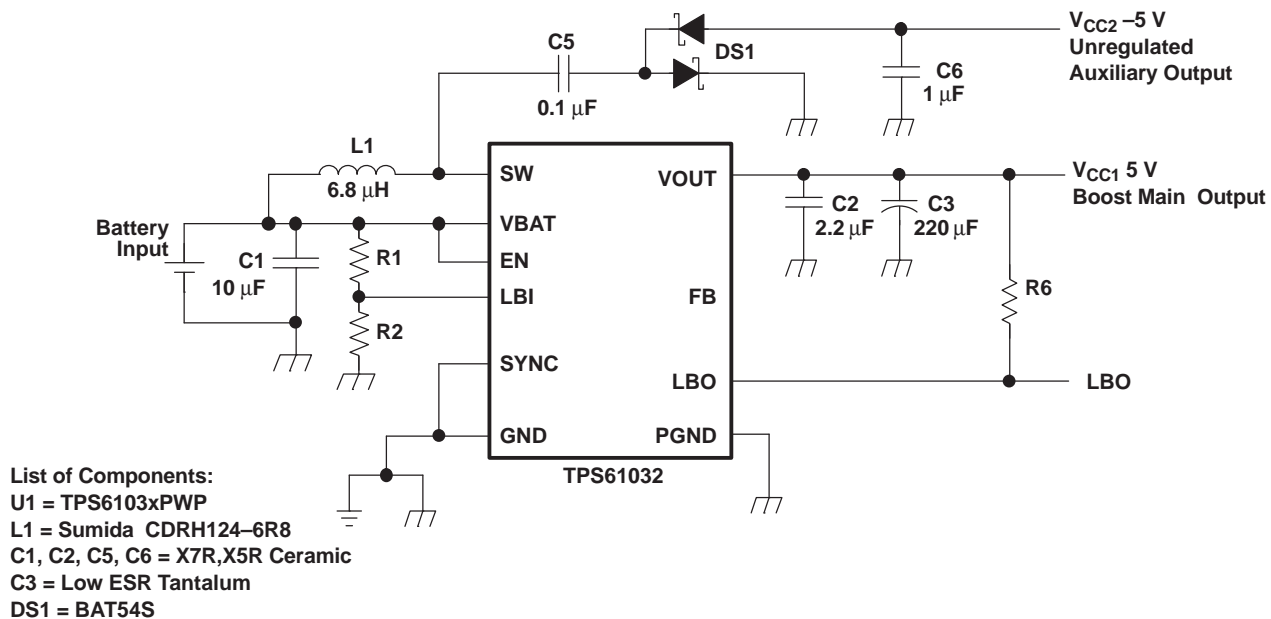 V_CC2 –5 V
Unregulated
Auxiliary Output
C5
0.1 μF
DS1
C6
1 μF
L1
6.8 μH
SW
VOUT
V_CC1 5 V
Boost Main Output
C2
2.2 μF
C3
220 μF
Battery
Input
VBAT
C1
10 μF
R1
EN
LBI
FB
R6
R2
SYNC
LBO
LBO
GND
PGND
TPS61032
List of Components:
U1 = TPS6103xPWP
L1 = Sumida CDRH124–6R8
C1, C2, C5, C6 = X7R,X5R Ceramic
C3 = Low ESR Tantalum
DS1 = BAT54S